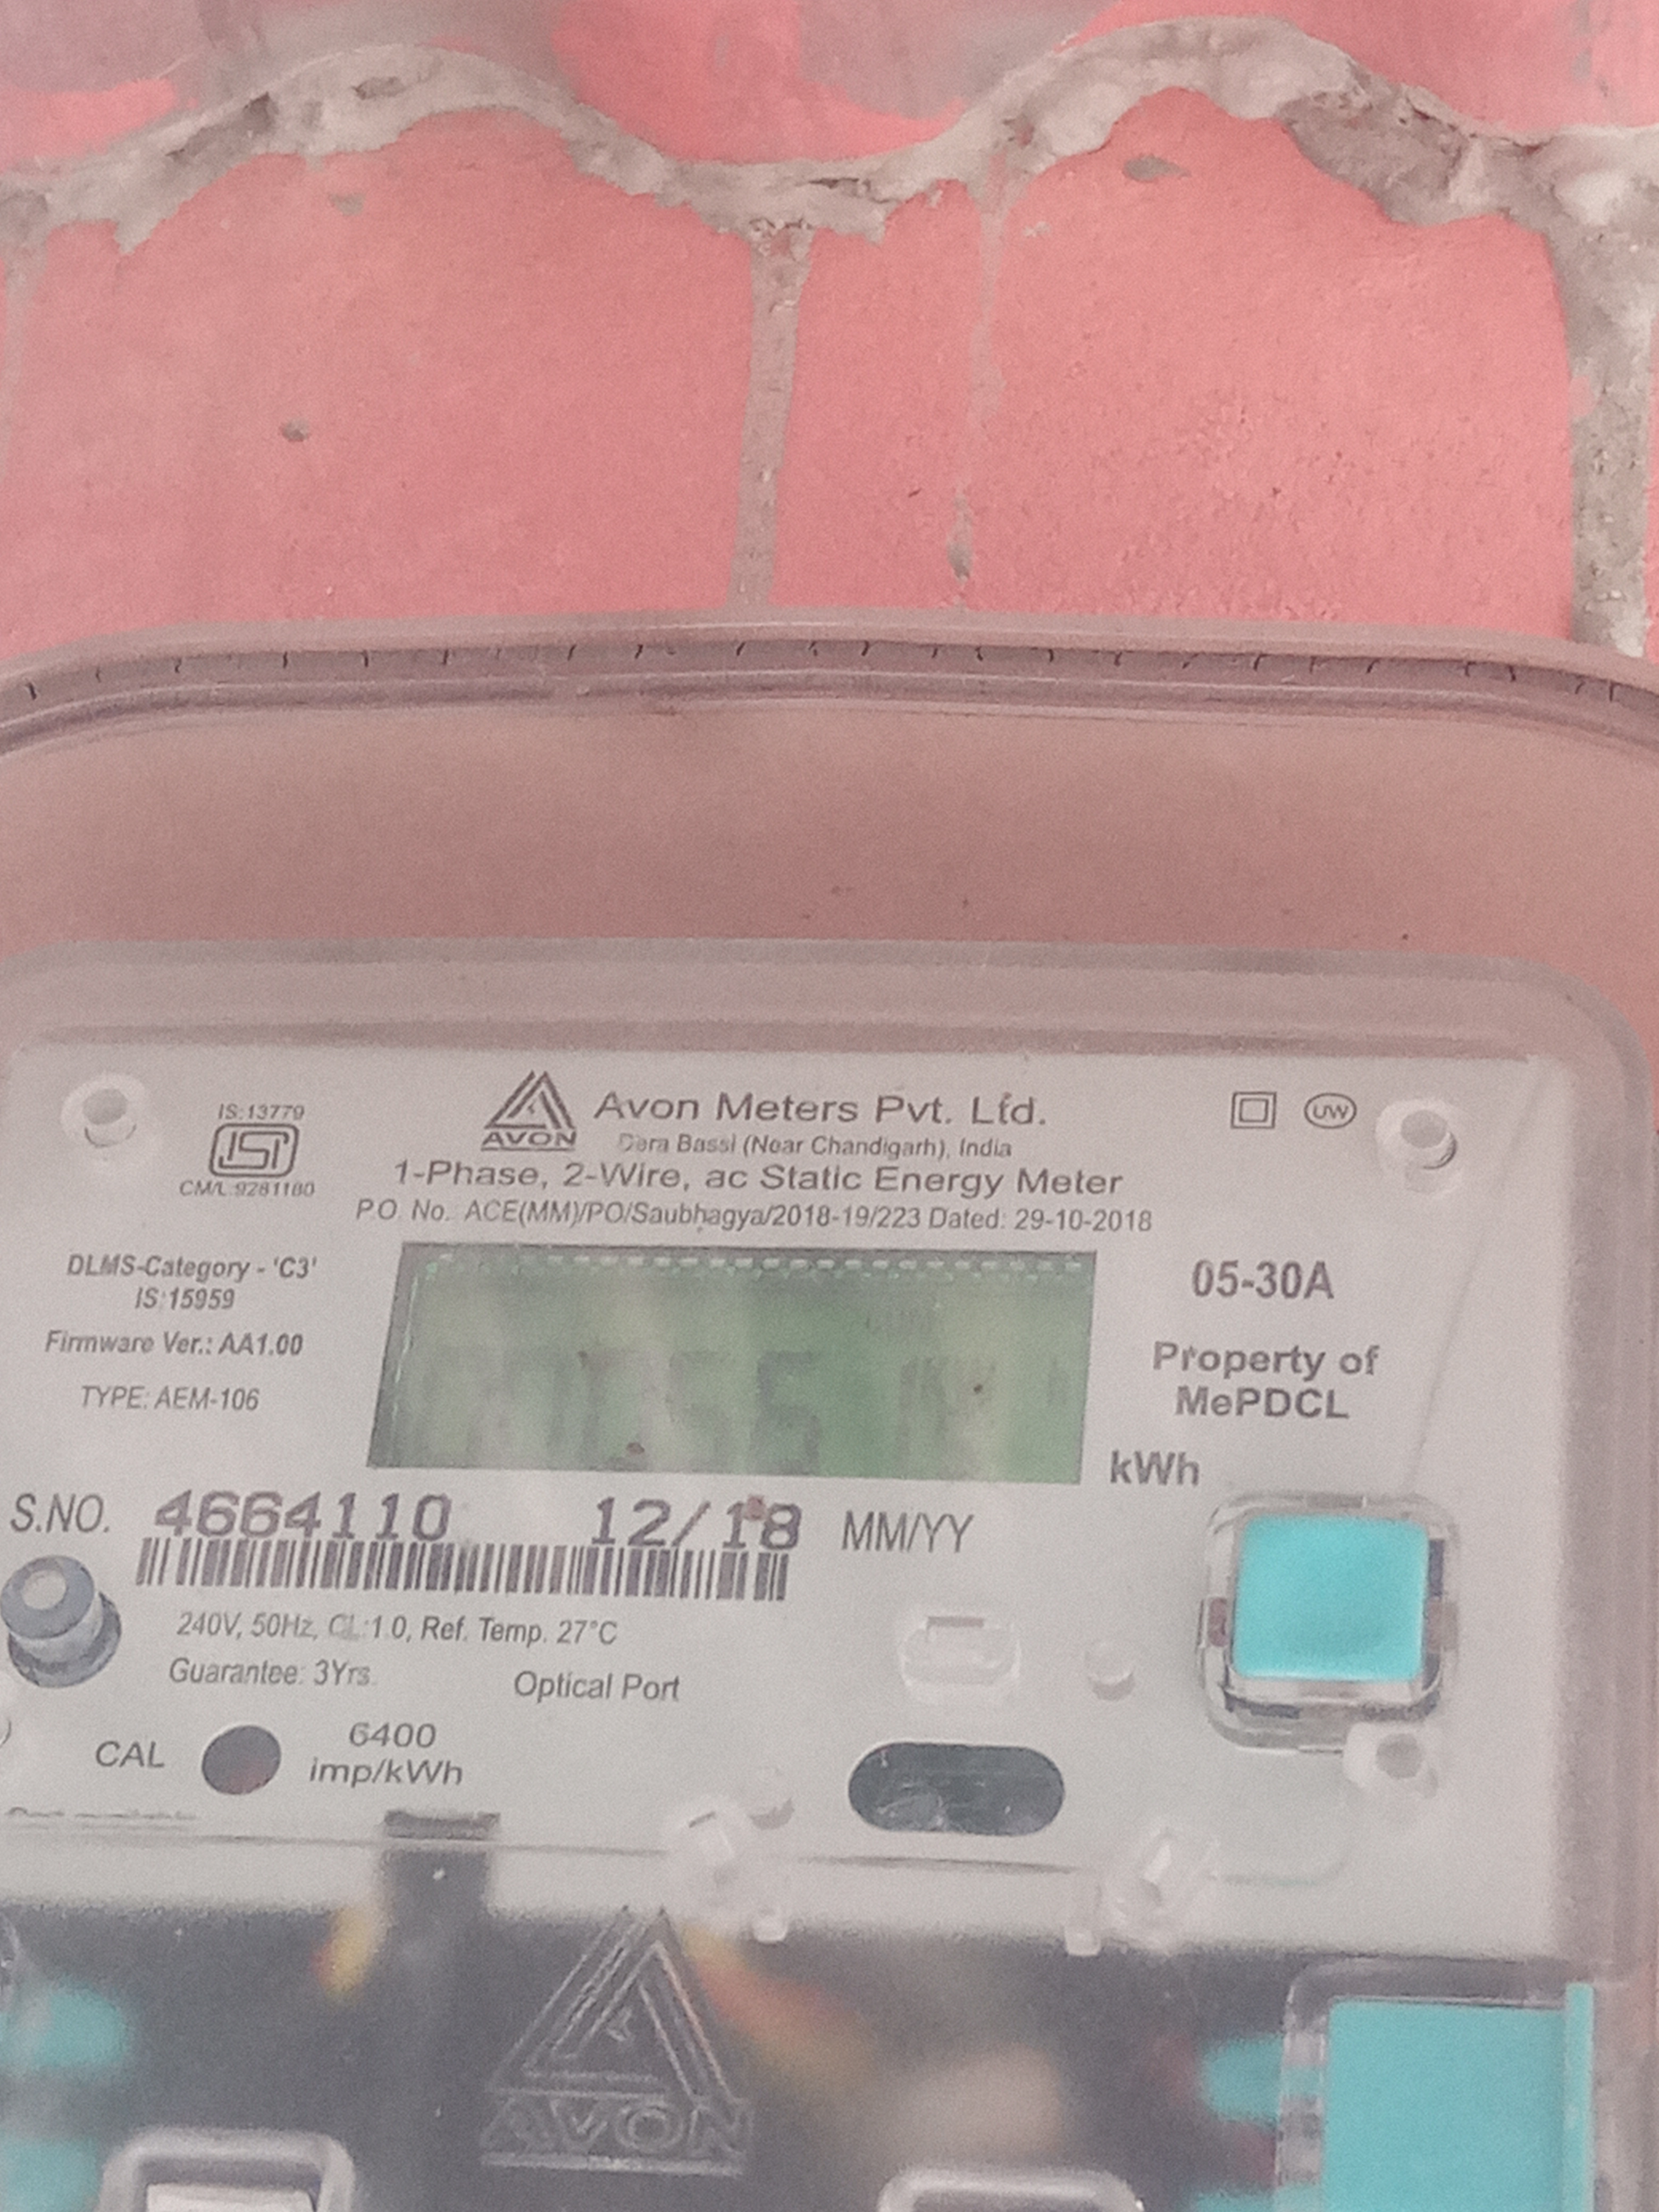 IS:13779
ISI
CM/L:9281180
AVON
Avon Meters Pvt. Ltd.
Dera Bassi (Near Chandigarh), India
1-Phase, 2-Wire, ac Static Energy Meter
P.O. No. ACE(MM)/PO/Saubhagya/2018-19/223 Dated: 29-10-2018
UW
DLMS-Category - 'C3'
IS:15959
Firmware Ver.: AA1.00
TYPE: AEM-106
05-30A
Property of
MePDCL
kWh
S.NO. 4664110 12/18 MM/YY
240V, 50Hz, CL:1.0, Ref. Temp. 27°C
Guarantee: 3Yrs.
Optical Port
CAL
6400
imp/kWh
AVON